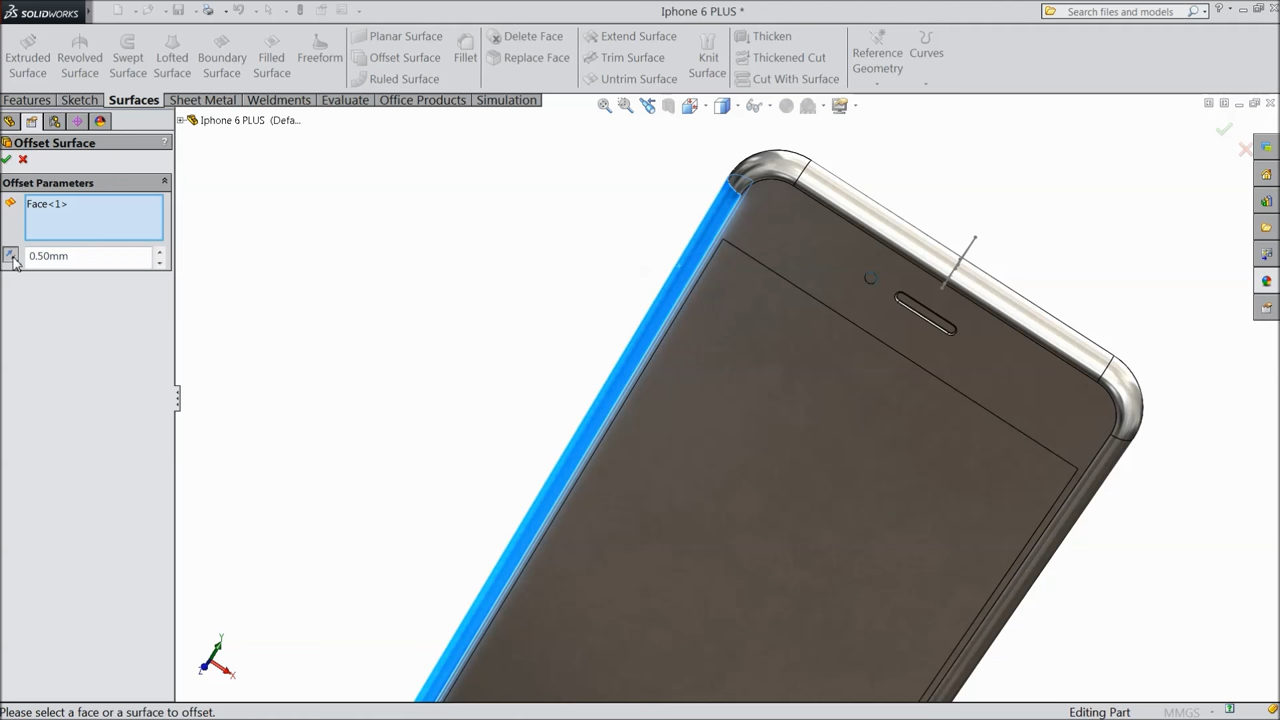 SOLIDWORKS
Iphone 6 PLUS *
Search files and models
Extruded Surface
Revolved Surface
Swept Surface
Lofted Surface
Boundary Surface
Filled Surface
Freeform
Planar Surface
Offset Surface
Ruled Surface
Fillet
Delete Face
Replace Face
Extend Surface
Trim Surface
Untrim Surface
Knit Surface
Thicken
Thickened Cut
Cut With Surface
Reference Geometry
Curves
Features Sketch Surfaces Sheet Metal Weldments Evaluate Office Products Simulation
Iphone 6 PLUS (Defa...
Offset Surface ?
Offset Parameters
Face<1>
0.50mm
Y
X
Z
Please select a face or a surface to offset.
Editing Part
MMGS